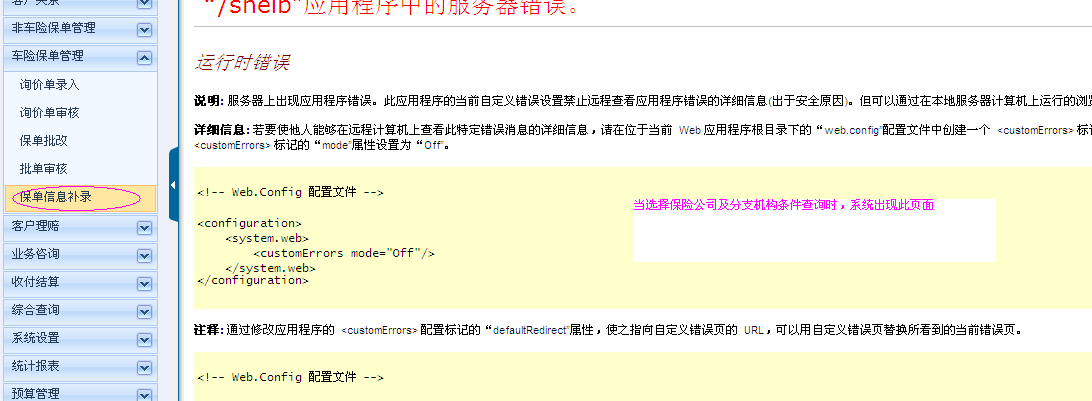 客户关系
非车险保单管理
车险保单管理
询价单录入
询价单审核
保单批改
批单审核
保单信息补录
客户理赔
业务咨询
收付结算
综合查询
系统设置
统计报表
预算管理
“/shelb”应用程序中的服务器错误。
运行时错误
说明: 服务器上出现应用程序错误。此应用程序的当前自定义错误设置禁止远程查看应用程序错误的详细信息(出于安全原因)。但可以通过在本地服务器计算机上运行的浏
详细信息: 若要使他人能够在远程计算机上查看此特定错误消息的详细信息，请在位于当前 Web 应用程序根目录下的“web.config”配置文件中创建一个 <customErrors> 标
<customErrors> 标记的“mode”属性设置为“Off”。
<!-- Web.Config 配置文件 -->
<configuration>
<system.web>
<customErrors mode="Off"/>
</system.web>
</configuration>
当选择保险公司及分支机构条件查询时，系统出现此页面
注释: 通过修改应用程序的 <customErrors> 配置标记的“defaultRedirect”属性，使之指向自定义错误页的 URL，可以用自定义错误页替换所看到的当前错误页。
<!-- Web.Config 配置文件 -->